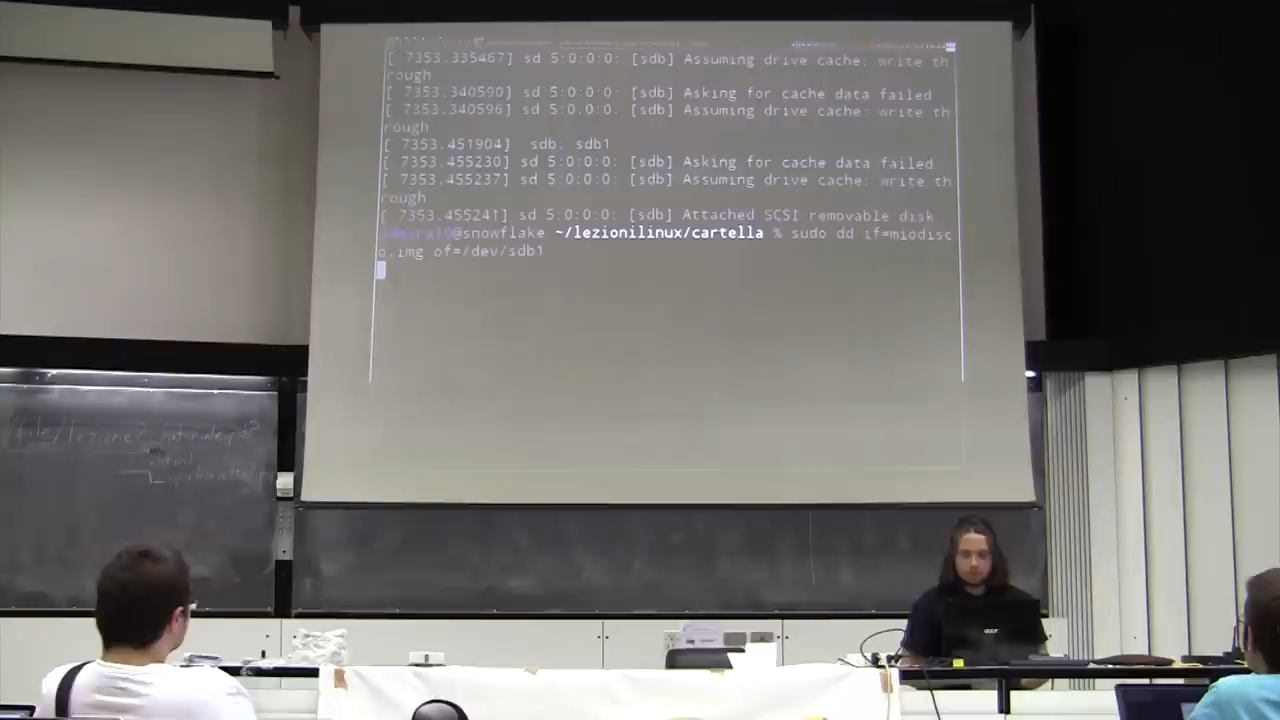 [ 7353.335467] sd 5:0:0:0: [sdb] Assuming drive cache: write th
rough
[ 7353.340590] sd 5:0:0:0: [sdb] Asking for cache data failed
[ 7353.340596] sd 5:0:0:0: [sdb] Assuming drive cache: write th
rough
[ 7353.451904]  sdb: sdb1
[ 7353.455230] sd 5:0:0:0: [sdb] Asking for cache data failed
[ 7353.455237] sd 5:0:0:0: [sdb] Assuming drive cache: write th
rough
[ 7353.455241] sd 5:0:0:0: [sdb] Attached SCSI removable disk
@snowflake ~/lezionilinux/cartella % sudo dd if=miodisc
o.img of=/dev/sdb1
/file/lezione2
html
acer